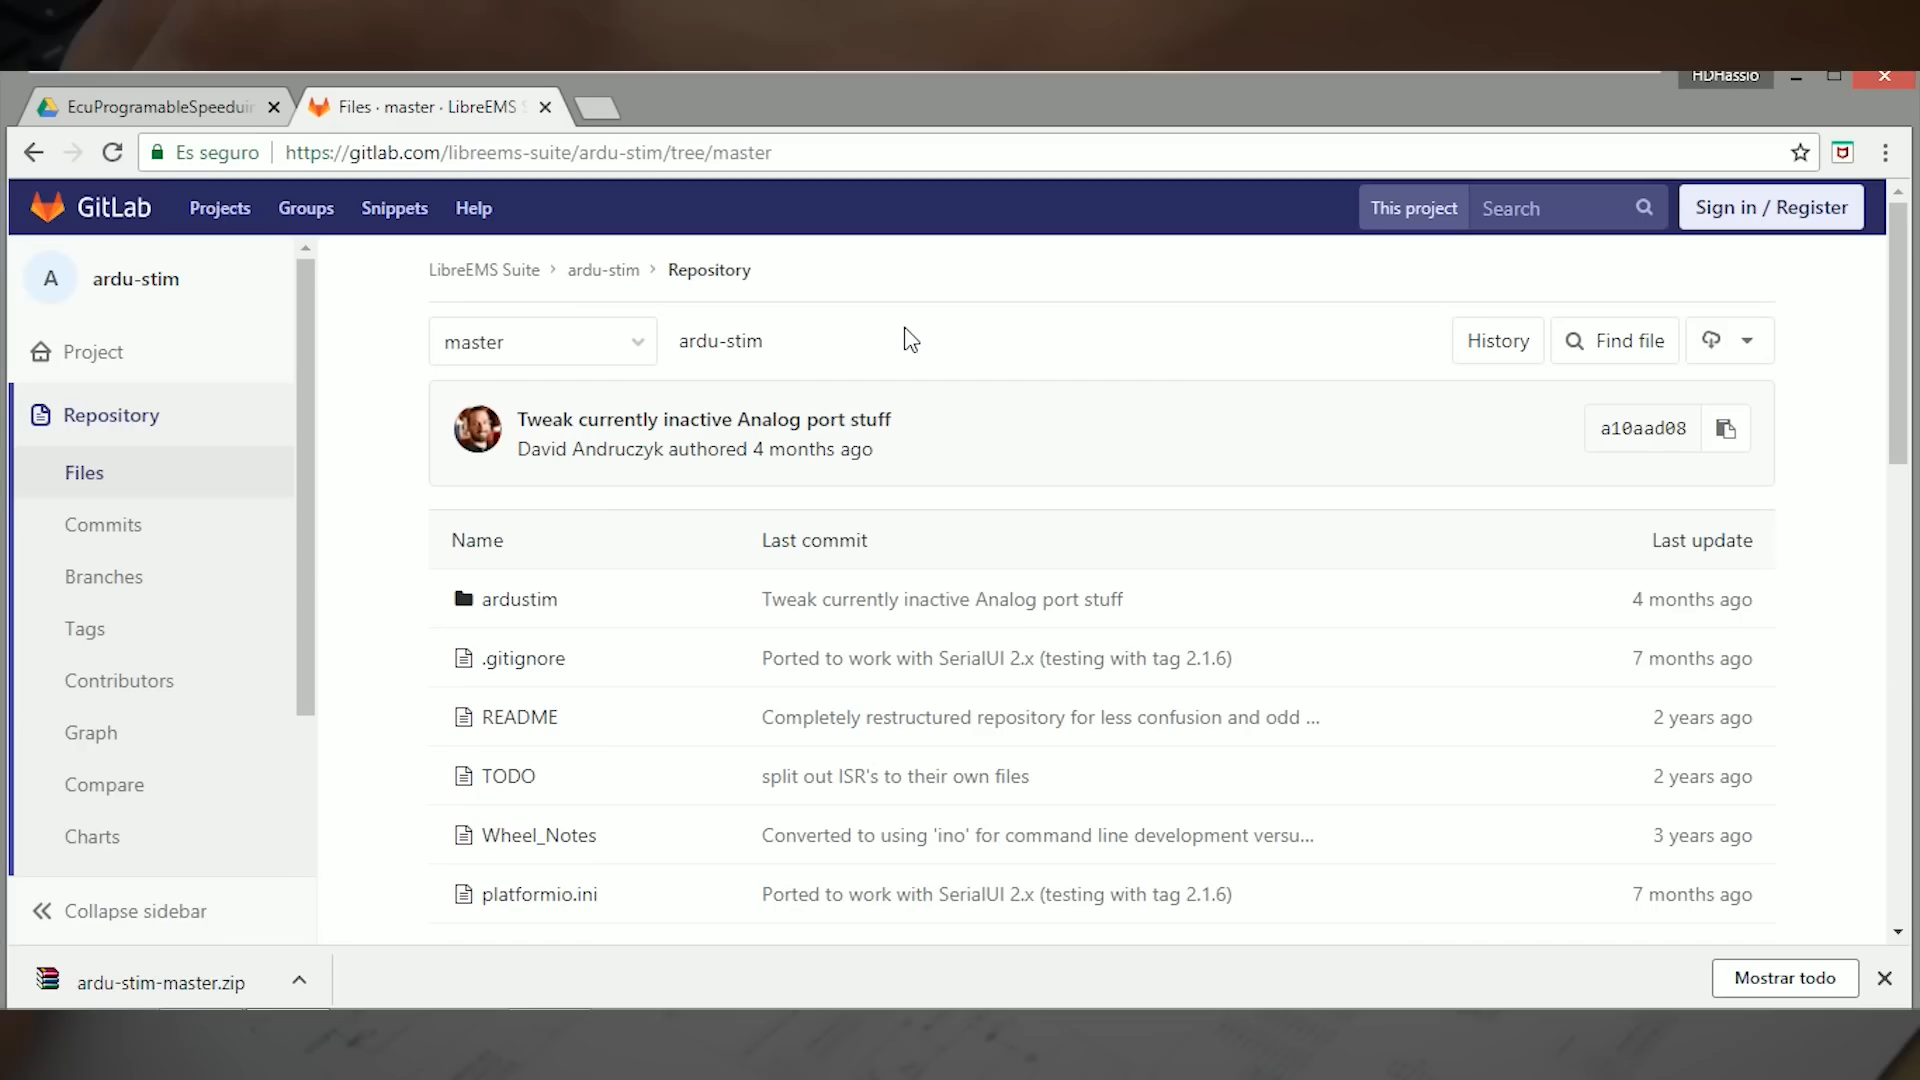 HDHassio
EcuProgramableSpeeduin
Files · master · LibreEMS S
Es seguro
https://gitlab.com/libreems-suite/ardu-stim/tree/master
GitLab
Projects
Groups
Snippets
Help
This project
Search
Sign in / Register
A
ardu-stim
Project
Repository
Files
Commits
Branches
Tags
Contributors
Graph
Compare
Charts
Collapse sidebar
LibreEMS Suite > ardu-stim > Repository
master
ardu-stim
History
Find file
Tweak currently inactive Analog port stuff
David Andruczyk authored 4 months ago
a10aad08
Name Last commit Last update
ardustim Tweak currently inactive Analog port stuff 4 months ago
.gitignore Ported to work with SerialUI 2.x (testing with tag 2.1.6) 7 months ago
README Completely restructured repository for less confusion and odd ... 2 years ago
TODO split out ISR's to their own files 2 years ago
Wheel_Notes Converted to using 'ino' for command line development versu... 3 years ago
platformio.ini Ported to work with SerialUI 2.x (testing with tag 2.1.6) 7 months ago
ardu-stim-master.zip
Mostrar todo